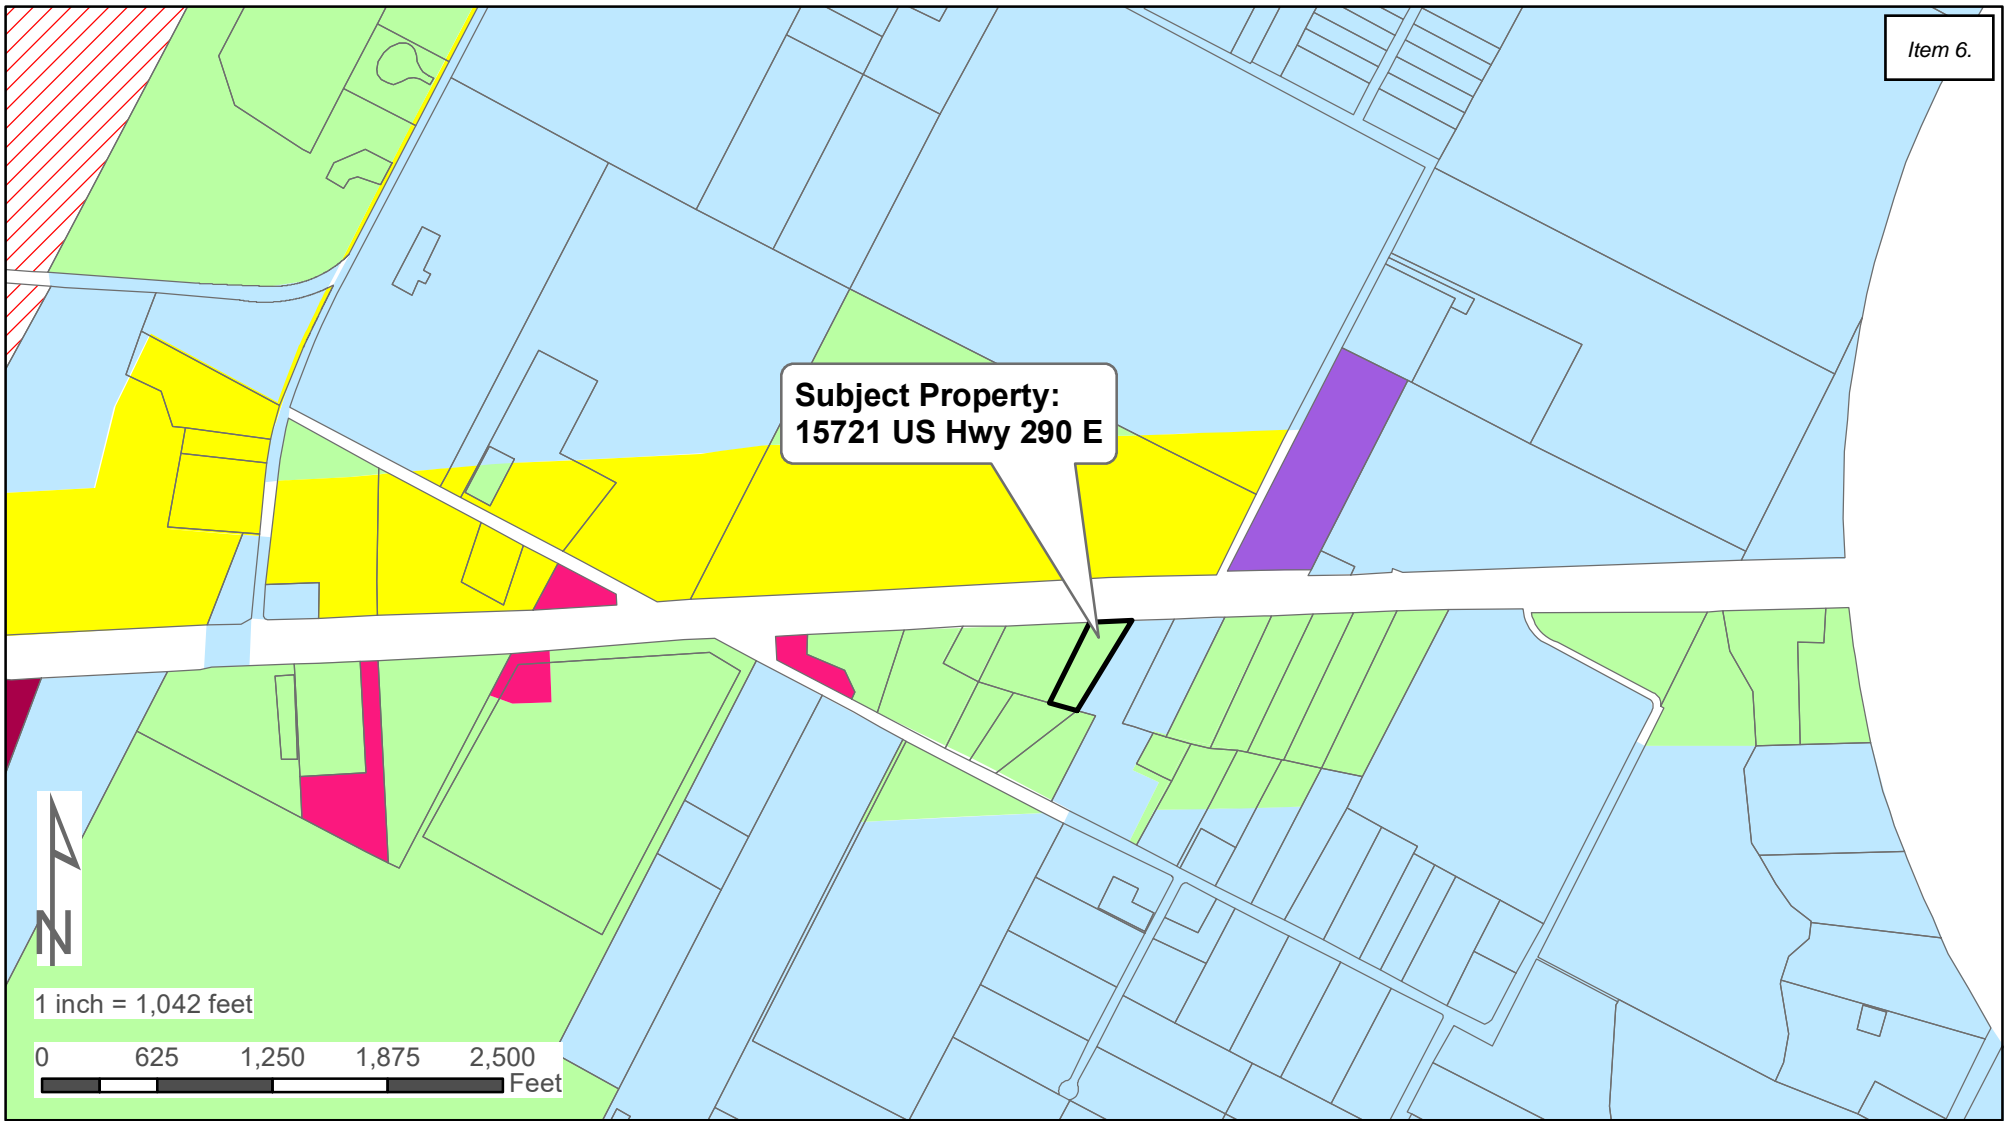 Item 6.
Subject Property:
15721 US Hwy 290 E
N
1 inch = 1,042 feet
0 625 1,250 1,875 2,500
Feet